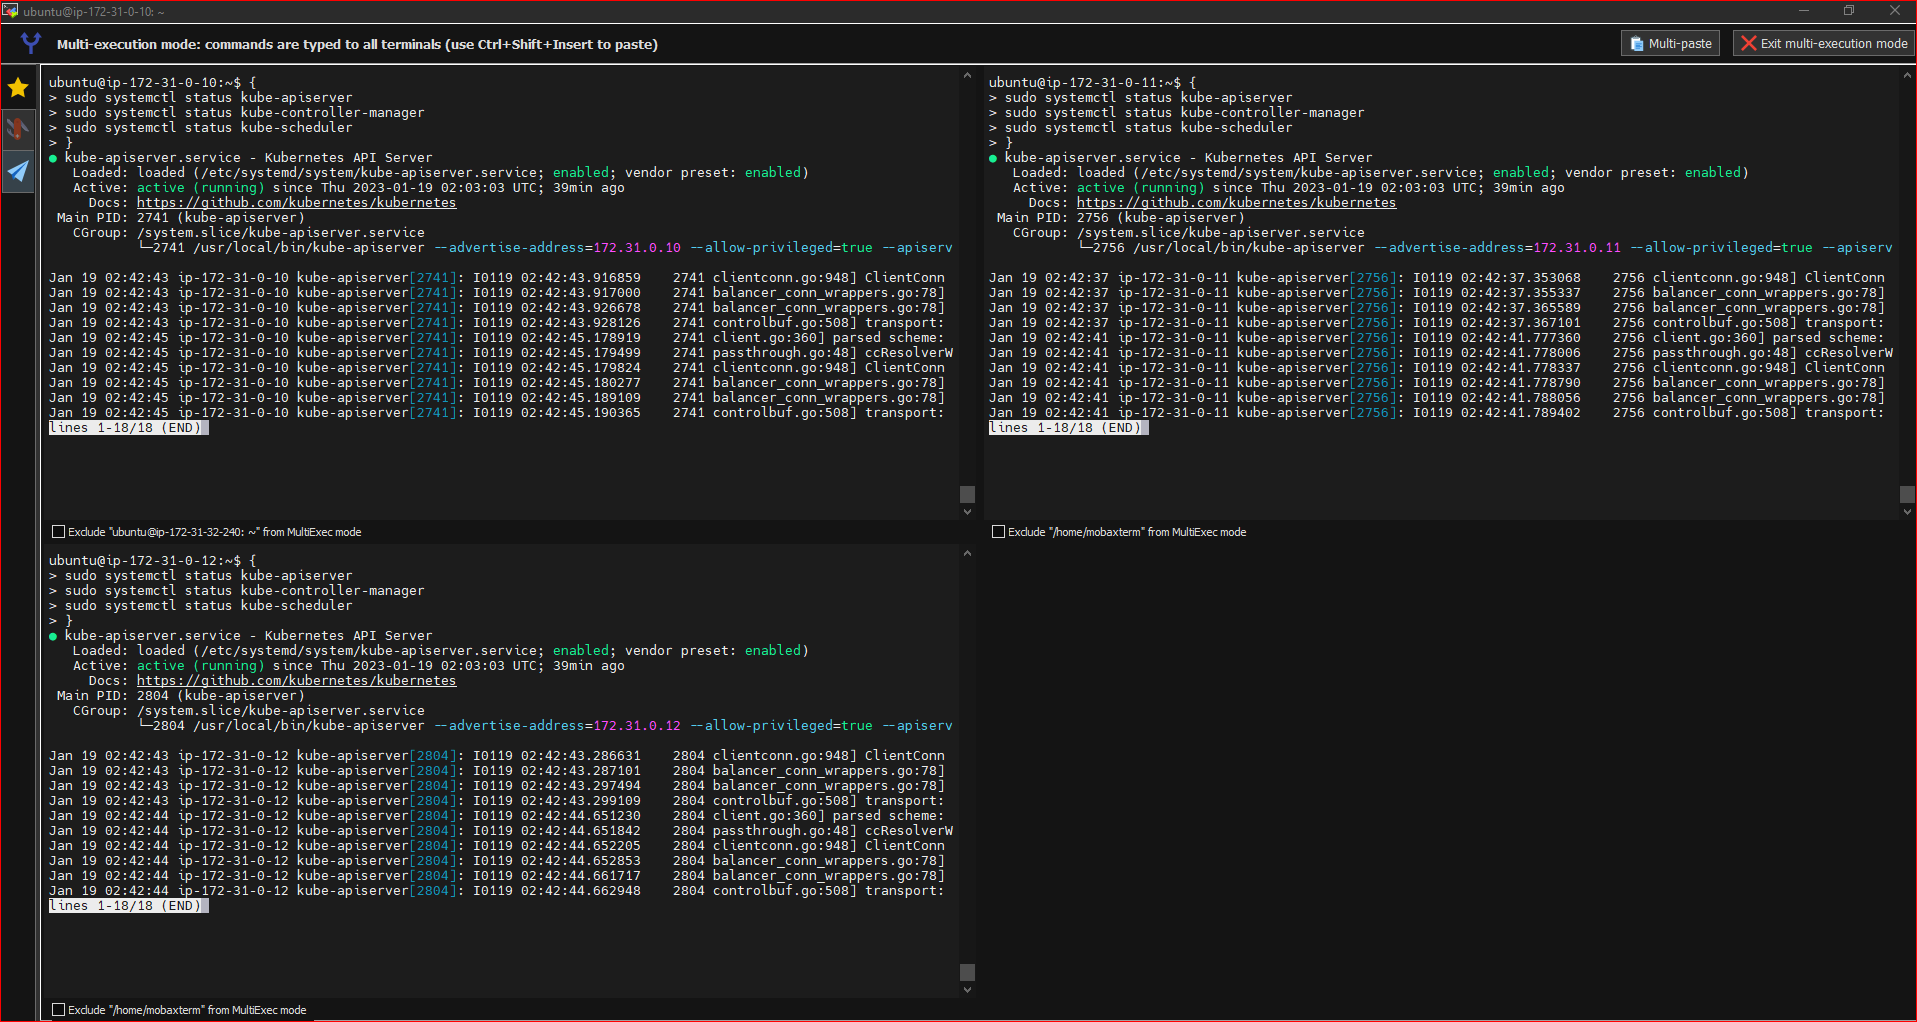 ubuntu@ip-172-31-0-10: ~
Multi-execution mode: commands are typed to all terminals (use Ctrl+Shift+Insert to paste)
Multi-paste
Exit multi-execution mode
ubuntu@ip-172-31-0-10:~$ {
> sudo systemctl status kube-apiserver
> sudo systemctl status kube-controller-manager
> sudo systemctl status kube-scheduler
> }
● kube-apiserver.service - Kubernetes API Server
Loaded: loaded (/etc/systemd/system/kube-apiserver.service; enabled; vendor preset: enabled)
Active: active (running) since Thu 2023-01-19 02:03:03 UTC; 39min ago
Docs: https://github.com/kubernetes/kubernetes
Main PID: 2741 (kube-apiserver)
CGroup: /system.slice/kube-apiserver.service
└─2741 /usr/local/bin/kube-apiserver --advertise-address=172.31.0.10 --allow-privileged=true --apiserv
Jan 19 02:42:43 ip-172-31-0-10 kube-apiserver[2741]: I0119 02:42:43.916859    2741 clientconn.go:948] ClientConn
Jan 19 02:42:43 ip-172-31-0-10 kube-apiserver[2741]: I0119 02:42:43.917000    2741 balancer_conn_wrappers.go:78]
Jan 19 02:42:43 ip-172-31-0-10 kube-apiserver[2741]: I0119 02:42:43.926678    2741 balancer_conn_wrappers.go:78]
Jan 19 02:42:43 ip-172-31-0-10 kube-apiserver[2741]: I0119 02:42:43.928126    2741 controlbuf.go:508] transport:
Jan 19 02:42:45 ip-172-31-0-10 kube-apiserver[2741]: I0119 02:42:45.178919    2741 client.go:360] parsed scheme:
Jan 19 02:42:45 ip-172-31-0-10 kube-apiserver[2741]: I0119 02:42:45.179499    2741 passthrough.go:48] ccResolverW
Jan 19 02:42:45 ip-172-31-0-10 kube-apiserver[2741]: I0119 02:42:45.179824    2741 clientconn.go:948] ClientConn
Jan 19 02:42:45 ip-172-31-0-10 kube-apiserver[2741]: I0119 02:42:45.180277    2741 balancer_conn_wrappers.go:78]
Jan 19 02:42:45 ip-172-31-0-10 kube-apiserver[2741]: I0119 02:42:45.189109    2741 balancer_conn_wrappers.go:78]
Jan 19 02:42:45 ip-172-31-0-10 kube-apiserver[2741]: I0119 02:42:45.190365    2741 controlbuf.go:508] transport:
lines 1-18/18 (END)
Exclude "ubuntu@ip-172-31-32-240: ~" from MultiExec mode
ubuntu@ip-172-31-0-11:~$ {
> sudo systemctl status kube-apiserver
> sudo systemctl status kube-controller-manager
> sudo systemctl status kube-scheduler
> }
● kube-apiserver.service - Kubernetes API Server
Loaded: loaded (/etc/systemd/system/kube-apiserver.service; enabled; vendor preset: enabled)
Active: active (running) since Thu 2023-01-19 02:03:03 UTC; 39min ago
Docs: https://github.com/kubernetes/kubernetes
Main PID: 2756 (kube-apiserver)
CGroup: /system.slice/kube-apiserver.service
└─2756 /usr/local/bin/kube-apiserver --advertise-address=172.31.0.11 --allow-privileged=true --apiserv
Jan 19 02:42:37 ip-172-31-0-11 kube-apiserver[2756]: I0119 02:42:37.353068    2756 clientconn.go:948] ClientConn
Jan 19 02:42:37 ip-172-31-0-11 kube-apiserver[2756]: I0119 02:42:37.355337    2756 balancer_conn_wrappers.go:78]
Jan 19 02:42:37 ip-172-31-0-11 kube-apiserver[2756]: I0119 02:42:37.365589    2756 balancer_conn_wrappers.go:78]
Jan 19 02:42:37 ip-172-31-0-11 kube-apiserver[2756]: I0119 02:42:37.367101    2756 controlbuf.go:508] transport:
Jan 19 02:42:41 ip-172-31-0-11 kube-apiserver[2756]: I0119 02:42:41.777360    2756 client.go:360] parsed scheme:
Jan 19 02:42:41 ip-172-31-0-11 kube-apiserver[2756]: I0119 02:42:41.778006    2756 passthrough.go:48] ccResolverW
Jan 19 02:42:41 ip-172-31-0-11 kube-apiserver[2756]: I0119 02:42:41.778337    2756 clientconn.go:948] ClientConn
Jan 19 02:42:41 ip-172-31-0-11 kube-apiserver[2756]: I0119 02:42:41.778790    2756 balancer_conn_wrappers.go:78]
Jan 19 02:42:41 ip-172-31-0-11 kube-apiserver[2756]: I0119 02:42:41.788056    2756 balancer_conn_wrappers.go:78]
Jan 19 02:42:41 ip-172-31-0-11 kube-apiserver[2756]: I0119 02:42:41.789402    2756 controlbuf.go:508] transport:
lines 1-18/18 (END)
Exclude "/home/mobaxterm" from MultiExec mode
ubuntu@ip-172-31-0-12:~$ {
> sudo systemctl status kube-apiserver
> sudo systemctl status kube-controller-manager
> sudo systemctl status kube-scheduler
> }
● kube-apiserver.service - Kubernetes API Server
Loaded: loaded (/etc/systemd/system/kube-apiserver.service; enabled; vendor preset: enabled)
Active: active (running) since Thu 2023-01-19 02:03:03 UTC; 39min ago
Docs: https://github.com/kubernetes/kubernetes
Main PID: 2804 (kube-apiserver)
CGroup: /system.slice/kube-apiserver.service
└─2804 /usr/local/bin/kube-apiserver --advertise-address=172.31.0.12 --allow-privileged=true --apiserv
Jan 19 02:42:43 ip-172-31-0-12 kube-apiserver[2804]: I0119 02:42:43.286631    2804 clientconn.go:948] ClientConn
Jan 19 02:42:43 ip-172-31-0-12 kube-apiserver[2804]: I0119 02:42:43.287101    2804 balancer_conn_wrappers.go:78]
Jan 19 02:42:43 ip-172-31-0-12 kube-apiserver[2804]: I0119 02:42:43.297494    2804 balancer_conn_wrappers.go:78]
Jan 19 02:42:43 ip-172-31-0-12 kube-apiserver[2804]: I0119 02:42:43.299109    2804 controlbuf.go:508] transport:
Jan 19 02:42:44 ip-172-31-0-12 kube-apiserver[2804]: I0119 02:42:44.651230    2804 client.go:360] parsed scheme:
Jan 19 02:42:44 ip-172-31-0-12 kube-apiserver[2804]: I0119 02:42:44.651842    2804 passthrough.go:48] ccResolverW
Jan 19 02:42:44 ip-172-31-0-12 kube-apiserver[2804]: I0119 02:42:44.652205    2804 clientconn.go:948] ClientConn
Jan 19 02:42:44 ip-172-31-0-12 kube-apiserver[2804]: I0119 02:42:44.652853    2804 balancer_conn_wrappers.go:78]
Jan 19 02:42:44 ip-172-31-0-12 kube-apiserver[2804]: I0119 02:42:44.661717    2804 balancer_conn_wrappers.go:78]
Jan 19 02:42:44 ip-172-31-0-12 kube-apiserver[2804]: I0119 02:42:44.662948    2804 controlbuf.go:508] transport:
lines 1-18/18 (END)
Exclude "/home/mobaxterm" from MultiExec mode